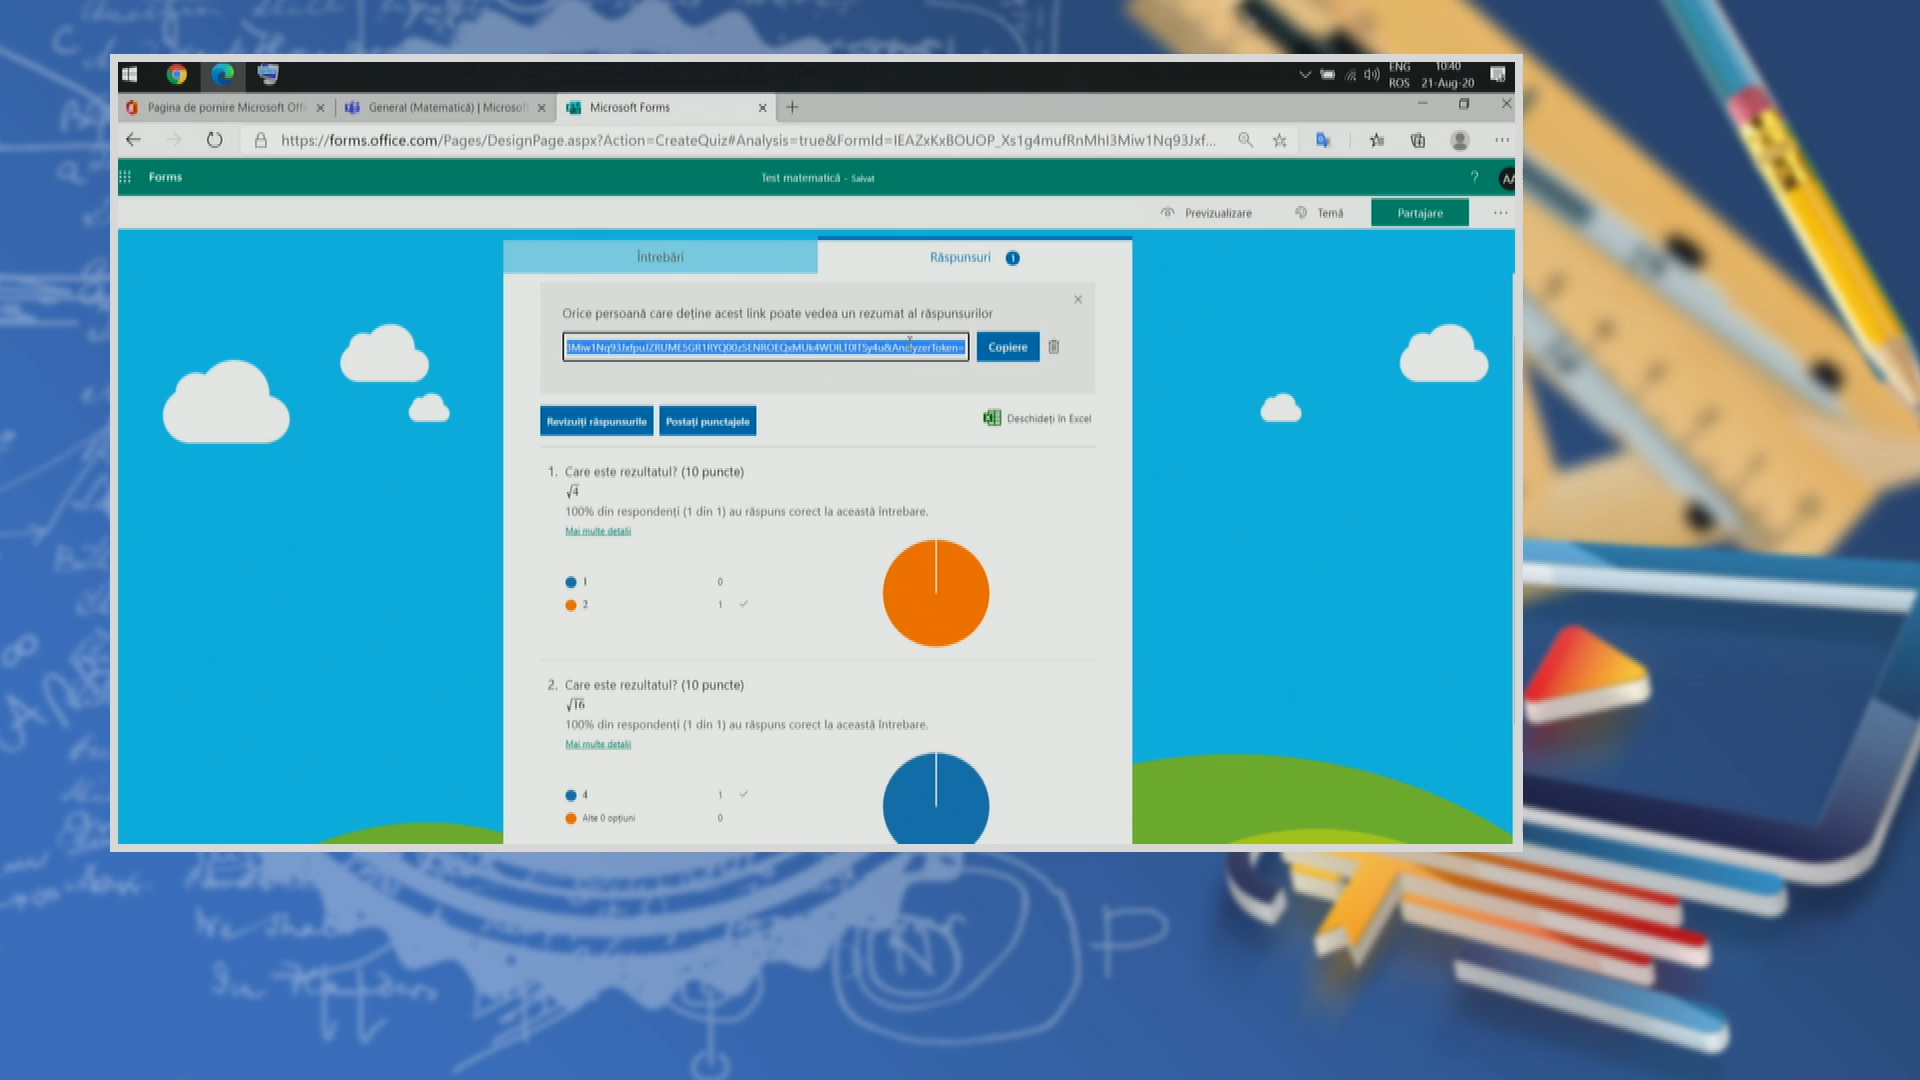 ENG 10:40
ROS 21-Aug-20
Pagina de pornire Microsoft Offi
General (Matematică) | Microsof
Microsoft Forms
https://forms.office.com/Pages/DesignPage.aspx?Action=CreateQuiz#Analysis=true&FormId=IEAZxKxBOUOP_Xs1g4mufRnMhI3Miw1Nq93Jxf...
Forms
Test matematică - Salvat
?
AA
Previzualizare
Temă
Partajare
Întrebări
Răspunsuri 1
Orice persoană care deține acest link poate vedea un rezumat al răspunsurilor
Copiere
Revizuiți răspunsurile
Postați punctajele
Deschideți în Excel
1. Care este rezultatul? (10 puncte)
√4
100% din respondenți (1 din 1) au răspuns corect la această întrebare.
Mai multe detalii
1 0
2 1
2. Care este rezultatul? (10 puncte)
√16
100% din respondenți (1 din 1) au răspuns corect la această întrebare.
Mai multe detalii
4 1
Alte 0 opțiuni 0